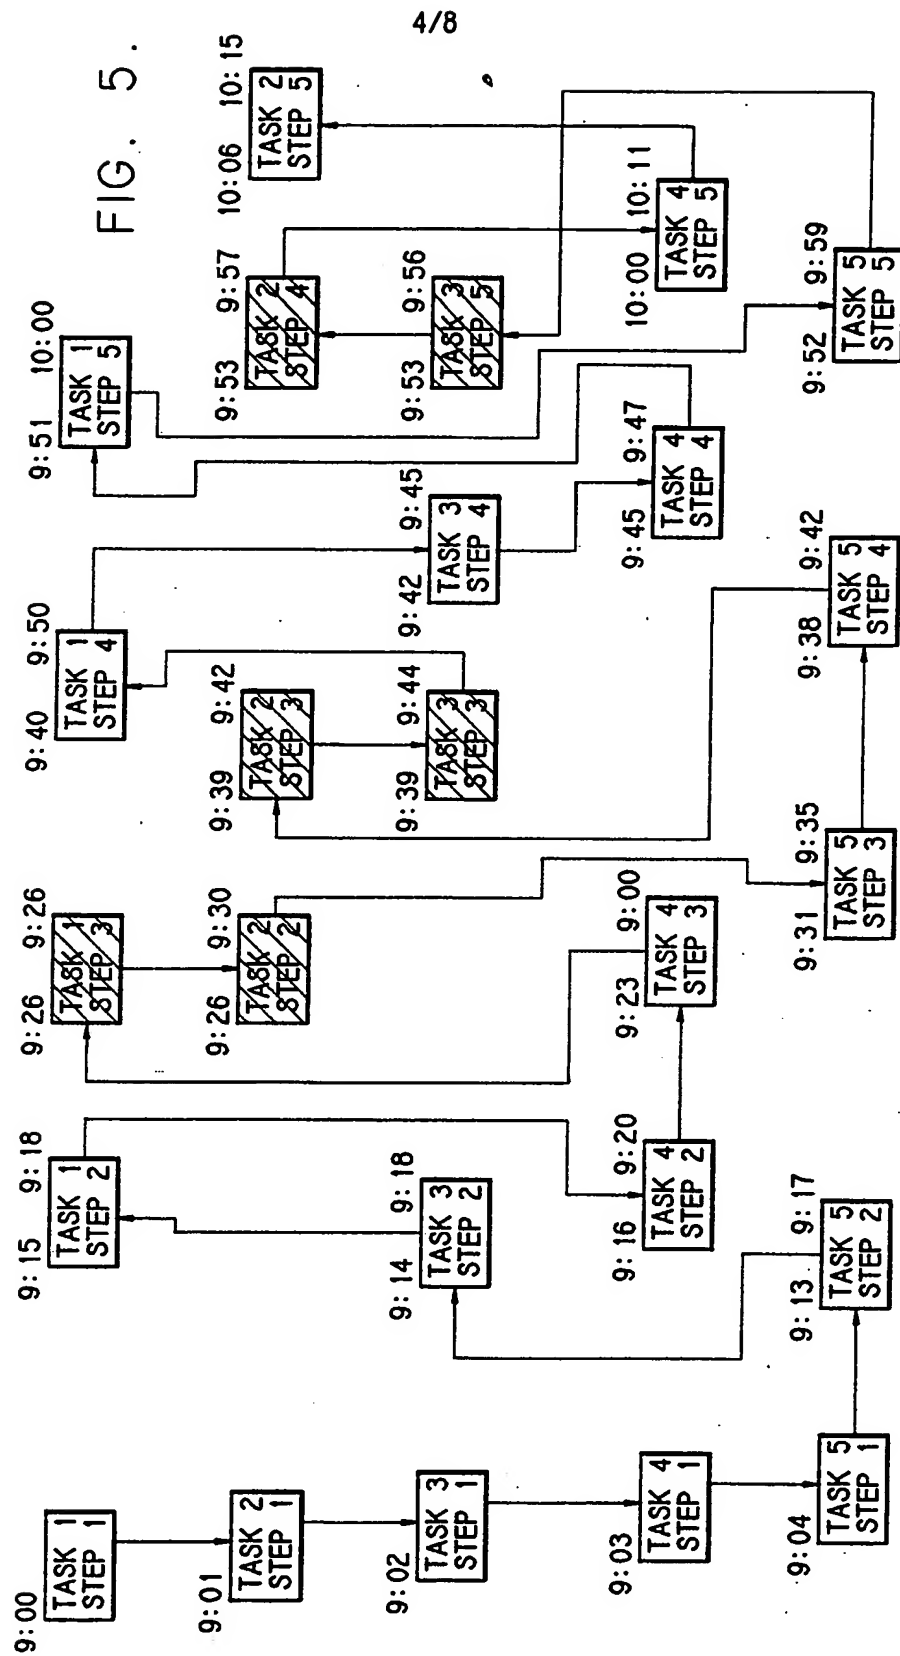 4/8
FIG. 5.
9:00
TASK 1
STEP 1
9:01
TASK 2
STEP 1
9:02
TASK 3
STEP 1
9:03
TASK 4
STEP 1
9:04
TASK 5
STEP 1
9:13 9:17
TASK 5
STEP 2
9:14 9:18
TASK 3
STEP 2
9:15 9:18
TASK 1
STEP 2
9:16 9:20
TASK 4
STEP 2
9:23 9:00
TASK 4
STEP 3
9:26 9:26
TASK 1
STEP 3
9:26 9:30
TASK 2
STEP 2
9:31 9:35
TASK 5
STEP 3
9:38 9:42
TASK 5
STEP 4
9:39 9:42
TASK 2
STEP 3
9:39 9:44
TASK 3
STEP 3
9:40 9:50
TASK 1
STEP 4
9:42 9:45
TASK 3
STEP 4
9:45 9:47
TASK 4
STEP 4
9:51 10:00
TASK 1
STEP 5
9:52 9:59
TASK 5
STEP 5
9:53 9:56
TASK 3
STEP 5
9:53 9:57
TASK 2
STEP 4
10:00 10:11
TASK 4
STEP 5
10:06 10:15
TASK 2
STEP 5